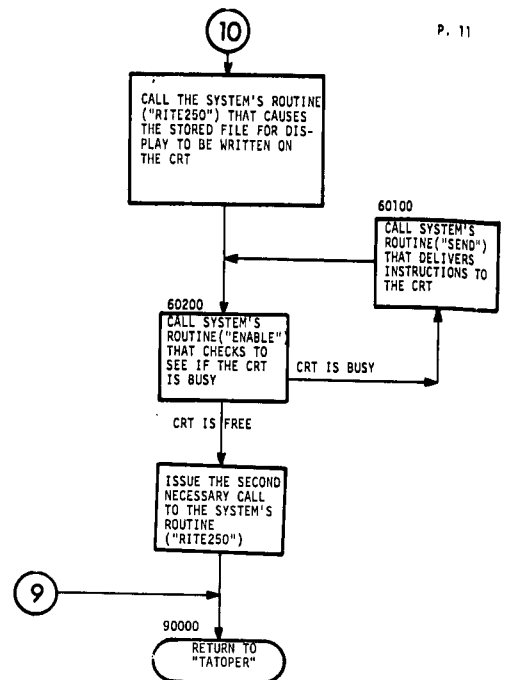 10
P. 11
CALL THE SYSTEM'S ROUTINE
("RITE250") THAT CAUSES
THE STORED FILE FOR DIS-
PLAY TO BE WRITTEN ON
THE CRT
60100
CALL SYSTEM'S
ROUTINE("SEND")
THAT DELIVERS
INSTRUCTIONS TO
THE CRT
60200
CALL SYSTEM'S
ROUTINE("ENABLE")
THAT CHECKS TO
SEE IF THE CRT
IS BUSY
CRT IS BUSY
CRT IS FREE
ISSUE THE SECOND
NECESSARY CALL
TO THE SYSTEM'S
ROUTINE
("RITE250")
9
90000
RETURN TO
"TATOPER"